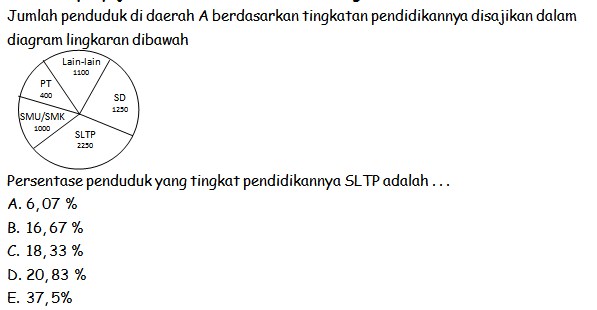 Jumlah penduduk di daerah A berdasarkan tingkatan pendidikannya disajikan dalam
diagram lingkaran dibawah
Lain-lain
1100
PT
400
SD
1250
SMU/SMK
1000
SLTP
2250
Persentase penduduk yang tingkat pendidikannya SLTP adalah . . .
A. 6,07 %
B. 16,67 %
C. 18,33 %
D. 20,83 %
E. 37,5%